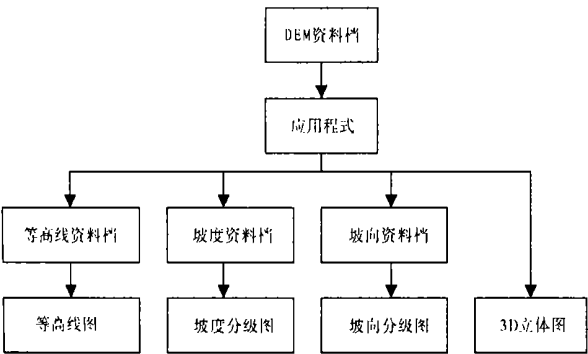 DEM资料档
应用程式
等高线资料档
坡度资料档
坡向资料档
等高线图
坡度分级图
坡向分级图
3D立体图